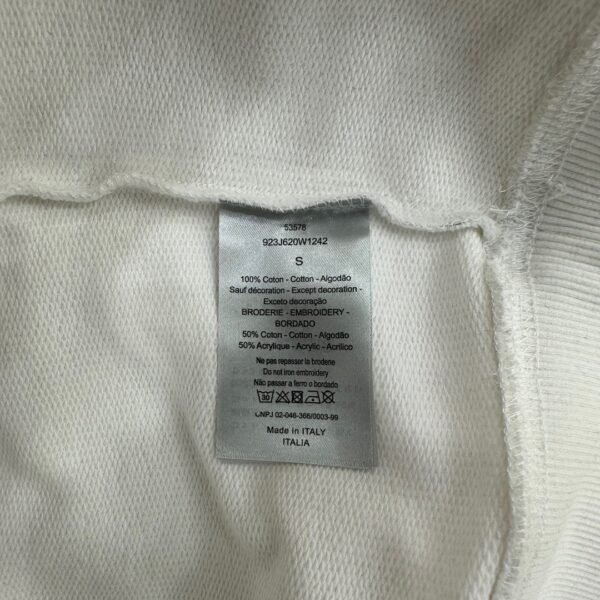 53578
923J620W1242
S
100% Coton - Cotton - Algodão
Sauf décoration - Except decoration -
Exceto decoração
BRODERIE - EMBROIDERY -
BORDADO
50% Coton - Cotton - Algodão
50% Acrylique - Acrylic - Acrilico
Ne pas repasser la broderie
Do not iron embroidery
Não passar a ferro o bordado
30
CNPJ 02-046-366/0003-99
Made in ITALY
ITALIA